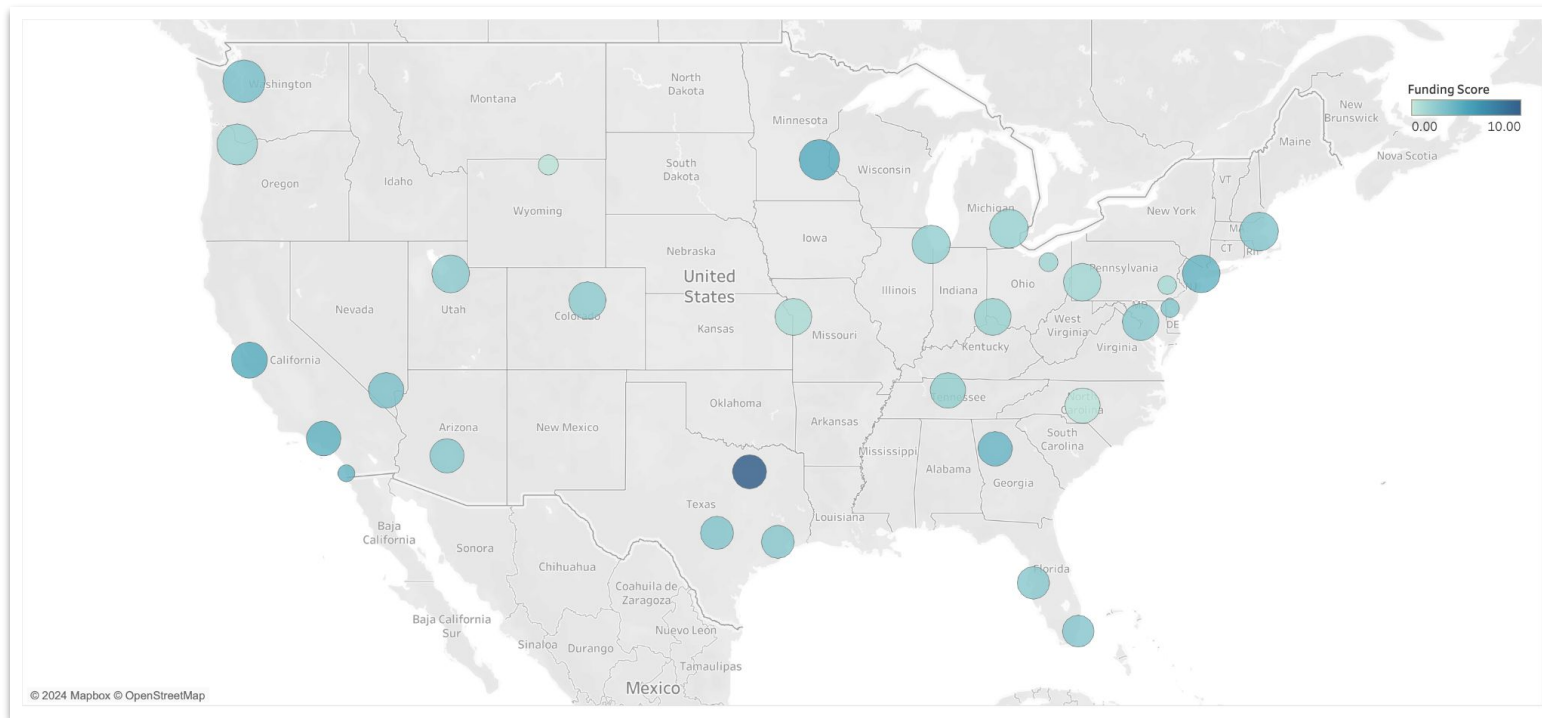 Funding Score
0.00 10.00
Washington
North
Dakota
Montana
Minnesota
New
Brunswick
Maine
Nova Scotia
Oregon
Idaho
South
Dakota
Wisconsin
VT
Wyoming
Michigan
New York
Iowa
MA
CT
RI
Nebraska
United
States
Pennsylvania
Illinois
Indiana
Ohio
Nevada
Utah
Colorado
Kansas
Missouri
West
Virginia
DE
Kentucky
Virginia
California
Tennessee
North
Carolina
Oklahoma
Arizona
New Mexico
Arkansas
South
Carolina
Mississippi
Alabama
Georgia
Texas
Louisiana
Baja
California
Sonora
Chihuahua
Coahuila de
Zaragoza
Florida
Baja California
Sur
Nuevo León
Sinaloa
Durango
Tamaulipas
Mexico
© 2024 Mapbox © OpenStreetMap